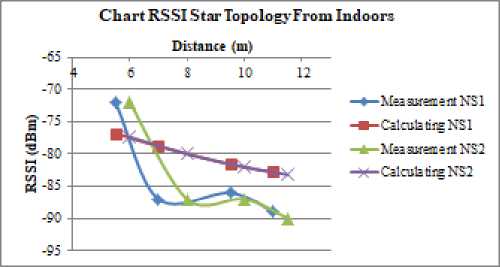 Chart RSSI Star Topology From Indoors
Distance (m)
-65
4 6 8 10 12
-70
-75
-80
-85
-90
-95
RSSI (dBm)
Measurement NS1
Calculating NS1
Measurement NS2
Calculating NS2